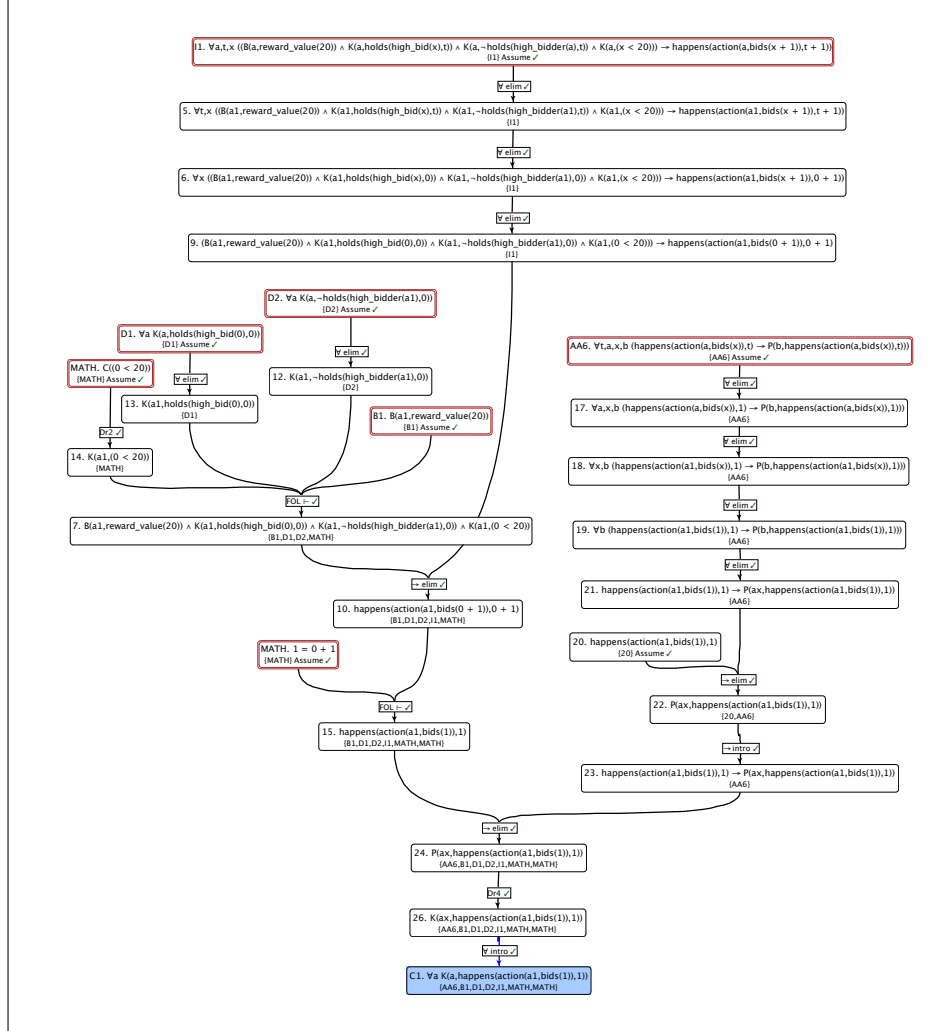 I1. ∀a,t,x ((B(a,reward_value(20)) ∧ K(a,holds(high_bid(x),t)) ∧ K(a,¬holds(high_bidder(a),t)) ∧ K(a,(x < 20))) → happens(action(a,bids(x + 1)),t + 1))
{I1} Assume ✓
∀ elim ✓
5. ∀t,x ((B(a1,reward_value(20)) ∧ K(a1,holds(high_bid(x),t)) ∧ K(a1,¬holds(high_bidder(a1),t)) ∧ K(a1,(x < 20))) → happens(action(a1,bids(x + 1)),t + 1))
{I1}
∀ elim ✓
6. ∀x ((B(a1,reward_value(20)) ∧ K(a1,holds(high_bid(x),0)) ∧ K(a1,¬holds(high_bidder(a1),0)) ∧ K(a1,(x < 20))) → happens(action(a1,bids(x + 1)),0 + 1))
{I1}
∀ elim ✓
9. (B(a1,reward_value(20)) ∧ K(a1,holds(high_bid(0),0)) ∧ K(a1,¬holds(high_bidder(a1),0)) ∧ K(a1,(0 < 20))) → happens(action(a1,bids(0 + 1)),0 + 1)
{I1}
D2. ∀a K(a,¬holds(high_bidder(a1),0))
{D2} Assume ✓
D1. ∀a K(a,holds(high_bid(0),0))
{D1} Assume ✓
∀ elim ✓
MATH. C((0 < 20))
{MATH} Assume ✓
∀ elim ✓
12. K(a1,¬holds(high_bidder(a1),0))
{D2}
13. K(a1,holds(high_bid(0),0))
{D1}
B1. B(a1,reward_value(20))
{B1} Assume ✓
Dr2 ✓
14. K(a1,(0 < 20))
{MATH}
FOL ⊢ ✓
7. B(a1,reward_value(20)) ∧ K(a1,holds(high_bid(0),0)) ∧ K(a1,¬holds(high_bidder(a1),0)) ∧ K(a1,(0 < 20))
{B1,D1,D2,MATH}
→ elim ✓
10. happens(action(a1,bids(0 + 1)),0 + 1)
{B1,D1,D2,I1,MATH}
MATH. 1 = 0 + 1
{MATH} Assume ✓
FOL ⊢ ✓
15. happens(action(a1,bids(1)),1)
{B1,D1,D2,I1,MATH,MATH}
AA6. ∀t,a,x,b (happens(action(a,bids(x)),t) → P(b,happens(action(a,bids(x)),t)))
{AA6} Assume ✓
∀ elim ✓
17. ∀a,x,b (happens(action(a,bids(x)),1) → P(b,happens(action(a,bids(x)),1)))
{AA6}
∀ elim ✓
18. ∀x,b (happens(action(a1,bids(x)),1) → P(b,happens(action(a1,bids(x)),1)))
{AA6}
∀ elim ✓
19. ∀b (happens(action(a1,bids(1)),1) → P(b,happens(action(a1,bids(1)),1)))
{AA6}
∀ elim ✓
21. happens(action(a1,bids(1)),1) → P(ax,happens(action(a1,bids(1)),1))
{AA6}
20. happens(action(a1,bids(1)),1)
{20} Assume ✓
→ elim ✓
22. P(ax,happens(action(a1,bids(1)),1))
{20,AA6}
→ intro ✓
23. happens(action(a1,bids(1)),1) → P(ax,happens(action(a1,bids(1)),1))
{AA6}
→ elim ✓
24. P(ax,happens(action(a1,bids(1)),1))
{AA6,B1,D1,D2,I1,MATH,MATH}
Dr4 ✓
26. K(ax,happens(action(a1,bids(1)),1))
{AA6,B1,D1,D2,I1,MATH,MATH}
∀ intro ✓
C1. ∀a K(a,happens(action(a1,bids(1)),1))
{AA6,B1,D1,D2,I1,MATH,MATH}